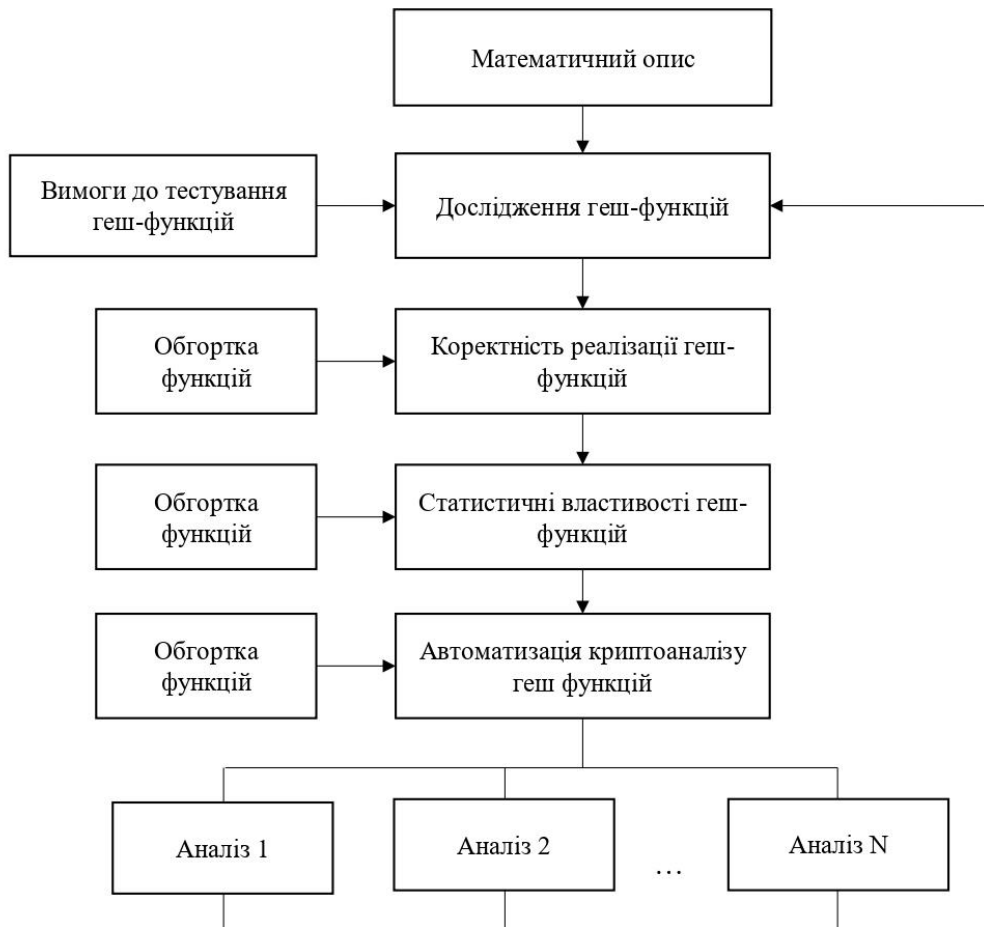 Математичний опис
Вимоги до тестування
геш-функцій
Дослідження геш-функцій
Обгортка
функцій
Коректність реалізації геш-
функцій
Обгортка
функцій
Статистичні властивості геш-
функцій
Обгортка
функцій
Автоматизація криптоаналізу
геш функцій
Аналіз 1
Аналіз 2
...
Аналіз N